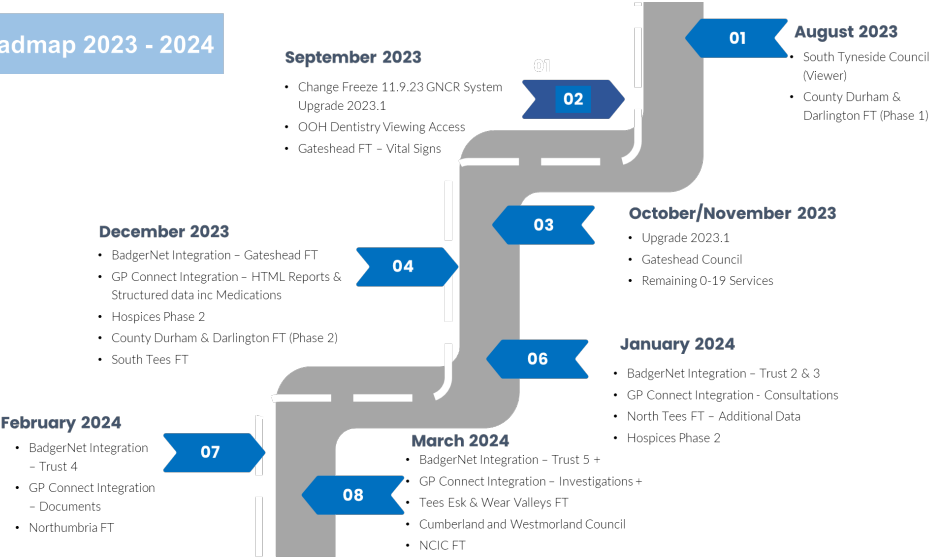 admap 2023 - 2024
01
August 2023
• South Tyneside Council
(Viewer)
• County Durham &
Darlington FT (Phase 1)
September 2023
• Change Freeze 11.9.23 GNCR System
Upgrade 2023.1
• OOH Dentistry Viewing Access
• Gateshead FT – Vital Signs
01
02
03
October/November 2023
• Upgrade 2023.1
• Gateshead Council
• Remaining 0-19 Services
December 2023
• BadgerNet Integration – Gateshead FT
• GP Connect Integration – HTML Reports &
Structured data inc Medications
• Hospices Phase 2
• County Durham & Darlington FT (Phase 2)
• South Tees FT
04
06
January 2024
• BadgerNet Integration – Trust 2 & 3
• GP Connect Integration - Consultations
• North Tees FT – Additional Data
• Hospices Phase 2
February 2024
• BadgerNet Integration
– Trust 4
• GP Connect Integration
– Documents
• Northumbria FT
07
08
March 2024
• BadgerNet Integration – Trust 5 +
• GP Connect Integration – Investigations +
• Tees Esk & Wear Valleys FT
• Cumberland and Westmorland Council
• NCIC FT